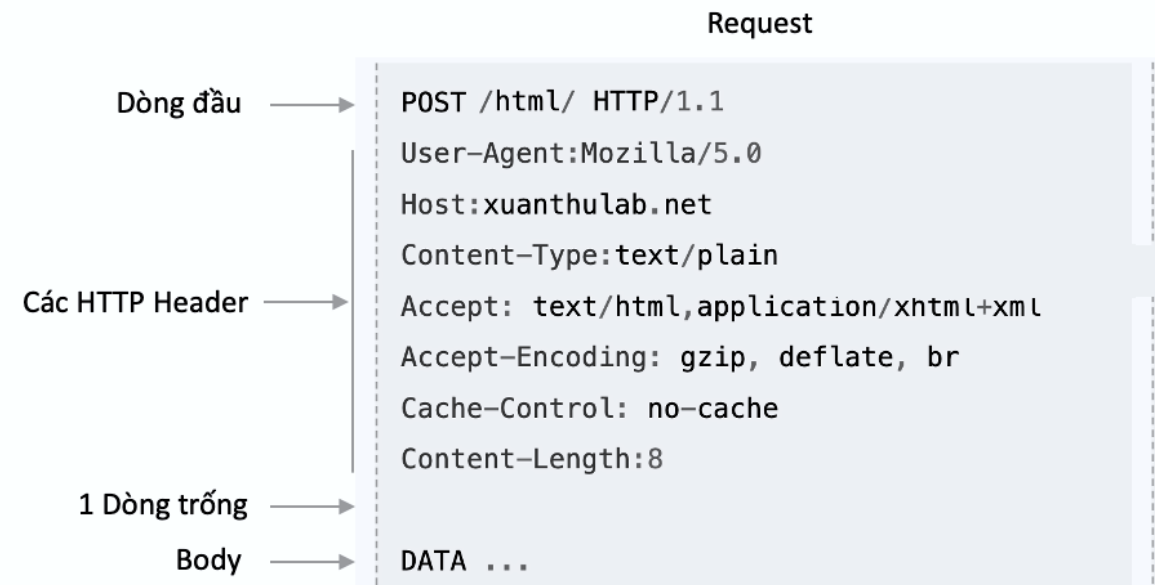 Request
Dòng đầu
POST /html/ HTTP/1.1
User-Agent:Mozilla/5.0
Host:xuanthulab.net
Content-Type:text/plain
Các HTTP Header
Accept: text/html,application/xhtml+xml
Accept-Encoding: gzip, deflate, br
Cache-Control: no-cache
Content-Length:8
1 Dòng trống
Body
DATA ...